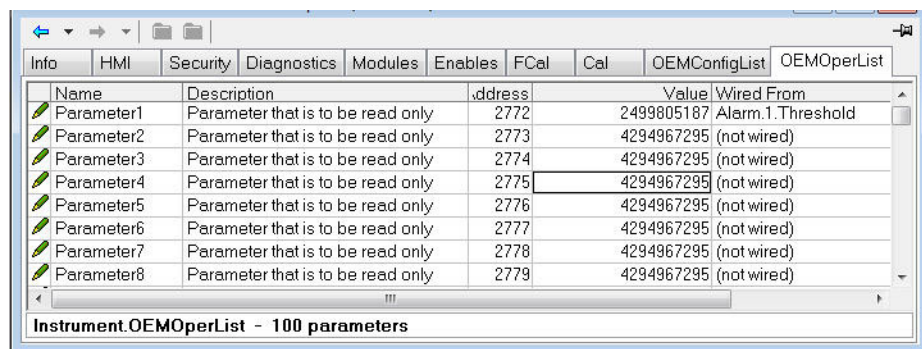 Info HMI Security Diagnostics Modules Enables FCal Cal OEMConfigList OEMOperList
Name Description Address Value Wired From
Parameter1 Parameter that is to be read only 2772 2499805187 Alarm.1.Threshold
Parameter2 Parameter that is to be read only 2773 4294967295 (not wired)
Parameter3 Parameter that is to be read only 2774 4294967295 (not wired)
Parameter4 Parameter that is to be read only 2775 4294967295 (not wired)
Parameter5 Parameter that is to be read only 2776 4294967295 (not wired)
Parameter6 Parameter that is to be read only 2777 4294967295 (not wired)
Parameter7 Parameter that is to be read only 2778 4294967295 (not wired)
Parameter8 Parameter that is to be read only 2779 4294967295 (not wired)
Instrument.OEMOperList - 100 parameters